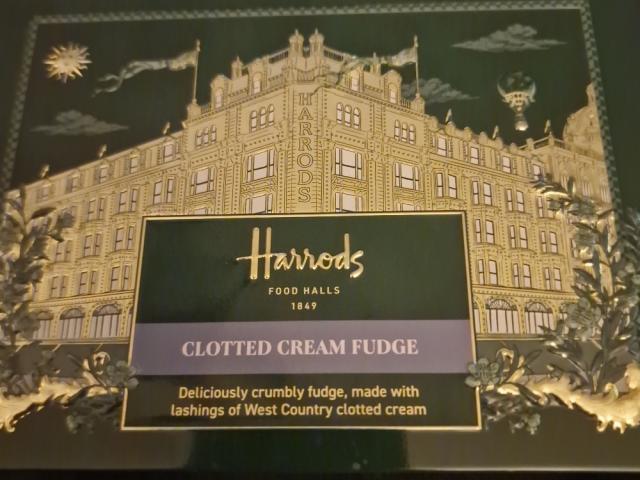 HARRODS
Harrods
FOOD HALLS
1849
CLOTTED CREAM FUDGE
Deliciously crumbly fudge, made with
lashings of West Country clotted cream